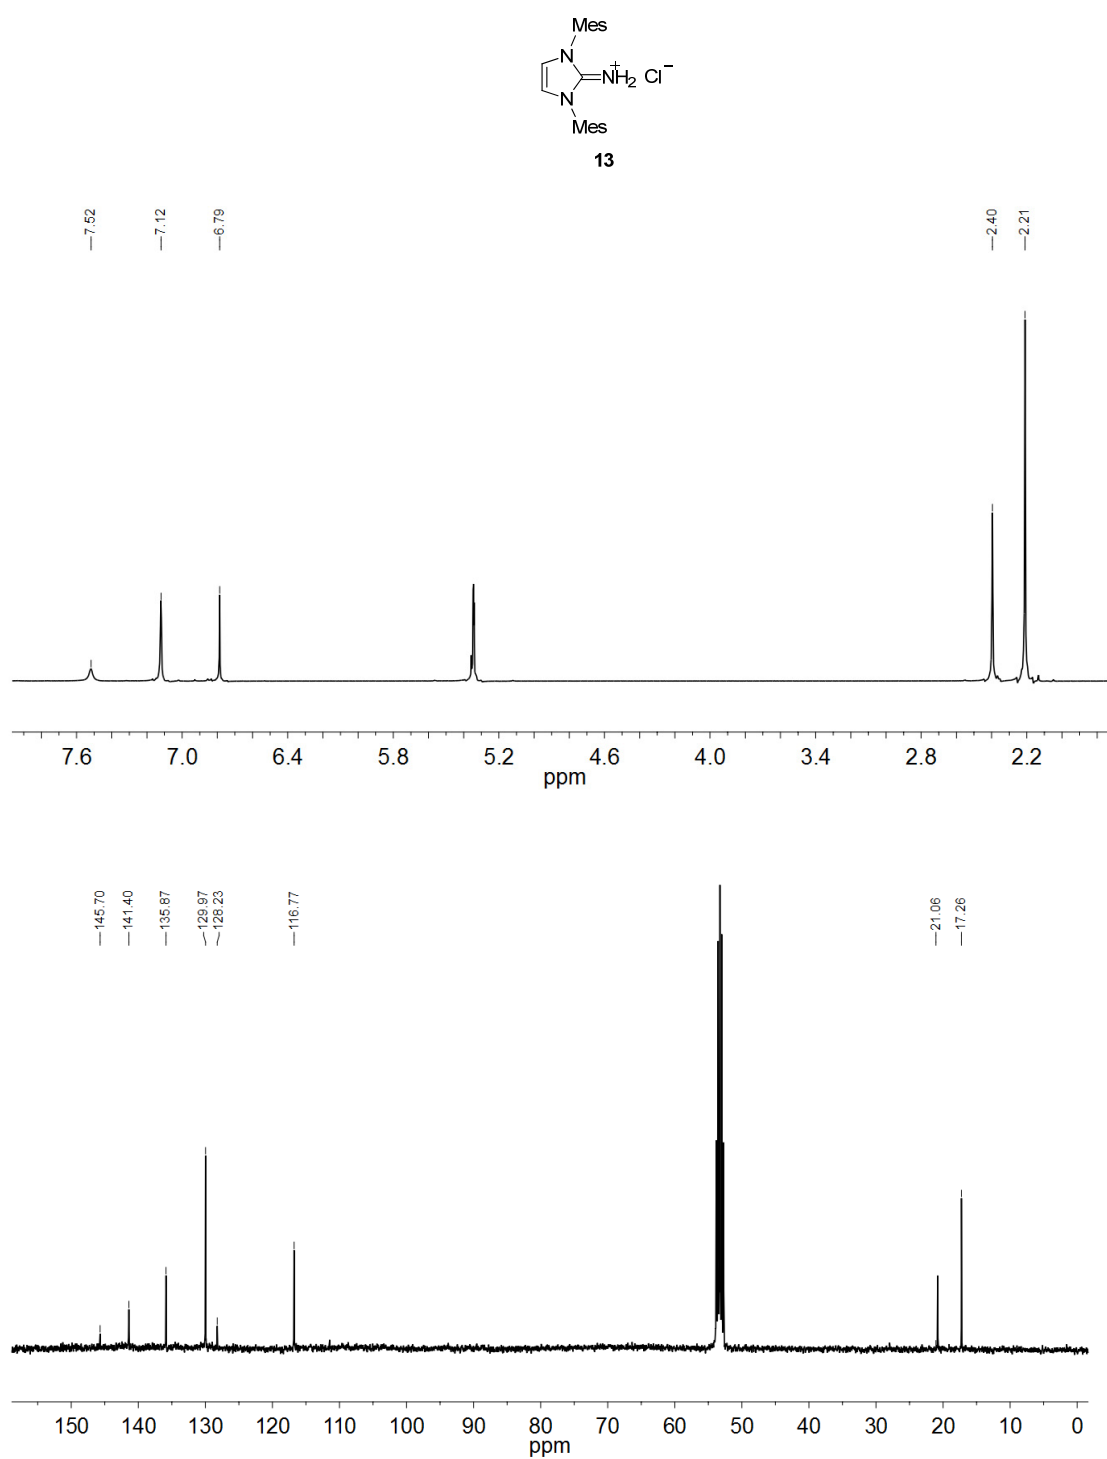 Mes
N
NH2 Cl−
+
N
Mes
13
7.52
7.12
6.79
2.40
2.21
7.6 7.0 6.4 5.8 5.2 4.6 4.0 3.4 2.8 2.2
ppm
145.70
141.40
135.87
129.97
128.23
116.77
21.06
17.26
150 140 130 120 110 100 90 80 70 60 50 40 30 20 10 0
ppm